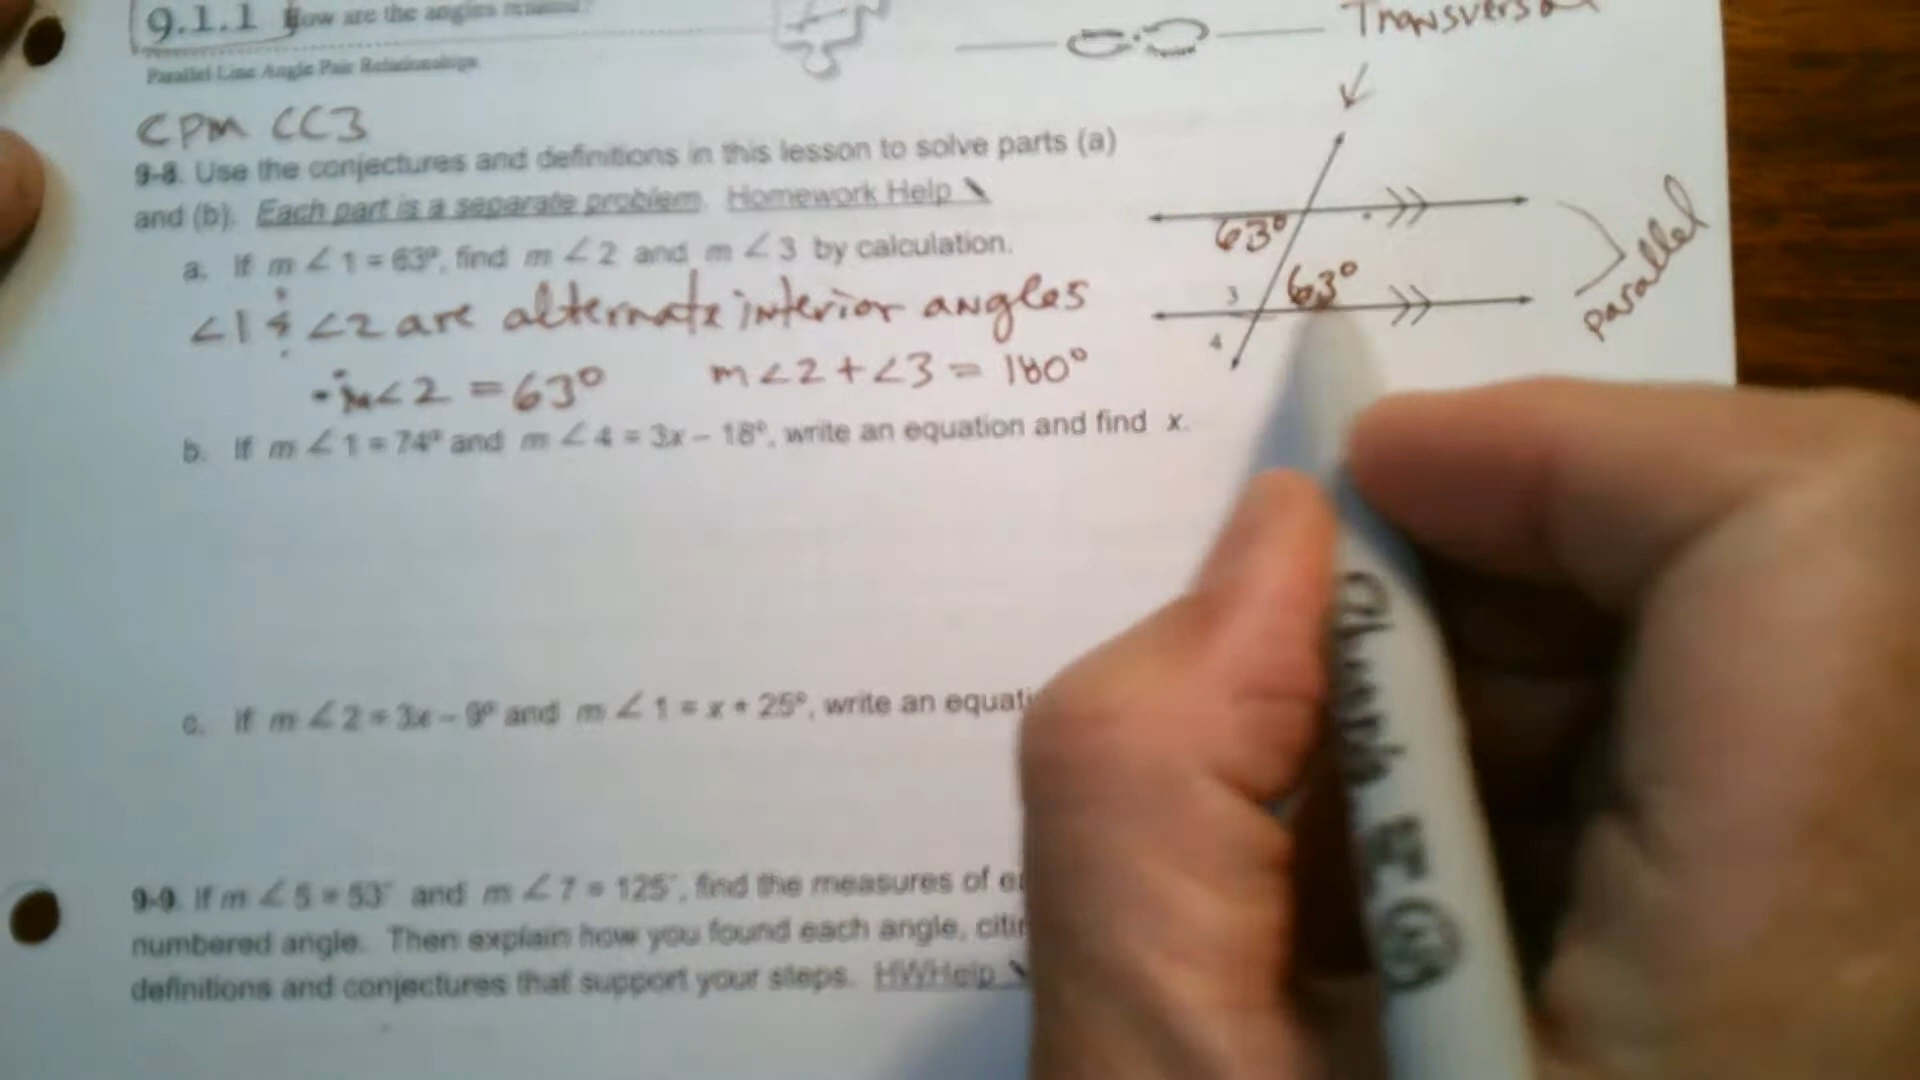 9.1.1 How are the angles related?
Transversa
Preview
Parallel Line Angle Pair Relationships
CPM CC3
9-8. Use the conjectures and definitions in this lesson to solve parts (a)
and (b). Each part is a separate problem. Homework Help
a. If m∠1 = 63°, find m∠2 and m∠3 by calculation.
∠1 & ∠2 are alternate interior angles
∴ m∠2 = 63° m∠2 + ∠3 = 180°
63°
63°
3
4
parallel
b. If m∠1 = 74° and m∠4 = 3x – 18°, write an equation and find x.
c. If m∠2 = 3x – 9° and m∠1 = x + 25°, write an equati
9-9. If m∠5 = 53° and m∠7 = 125°, find the measures of
numbered angle. Then explain how you found each angle, citin
definitions and conjectures that support your steps. HWHelp